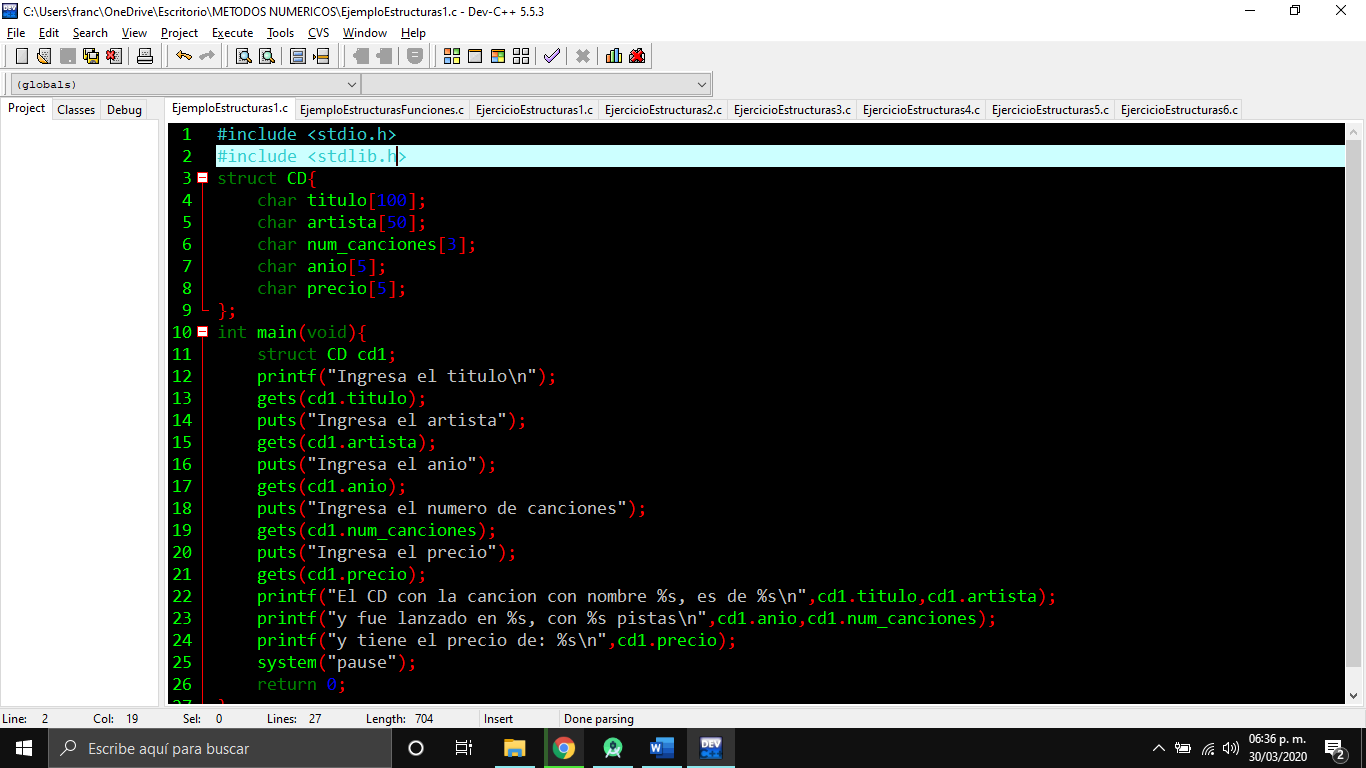 C:\Users\franc\OneDrive\Escritorio\METODOS NUMERICOS\EjemploEstructuras1.c - Dev-C++ 5.5.3
File Edit Search View Project Execute Tools CVS Window Help
(globals)
Project Classes Debug
EjemploEstructuras1.c EjemploEstructurasFunciones.c EjercicioEstructuras1.c EjercicioEstructuras2.c EjercicioEstructuras3.c EjercicioEstructuras4.c EjercicioEstructuras5.c EjercicioEstructuras6.c
1 #include <stdio.h>
2 #include <stdlib.h>
3 struct CD{
4 char titulo[100];
5 char artista[50];
6 char num_canciones[3];
7 char anio[5];
8 char precio[5];
9 };
10 int main(void){
11 struct CD cd1;
12 printf("Ingresa el titulo\n");
13 gets(cd1.titulo);
14 puts("Ingresa el artista");
15 gets(cd1.artista);
16 puts("Ingresa el anio");
17 gets(cd1.anio);
18 puts("Ingresa el numero de canciones");
19 gets(cd1.num_canciones);
20 puts("Ingresa el precio");
21 gets(cd1.precio);
22 printf("El CD con la cancion con nombre %s, es de %s\n",cd1.titulo,cd1.artista);
23 printf("y fue lanzado en %s, con %s pistas\n",cd1.anio,cd1.num_canciones);
24 printf("y tiene el precio de: %s\n",cd1.precio);
25 system("pause");
26 return 0;
27 }
Line: 2 Col: 19 Sel: 0 Lines: 27 Length: 704 Insert Done parsing
Escribe aquí para buscar
W DEV C++
06:36 p. m.
30/03/2020
2